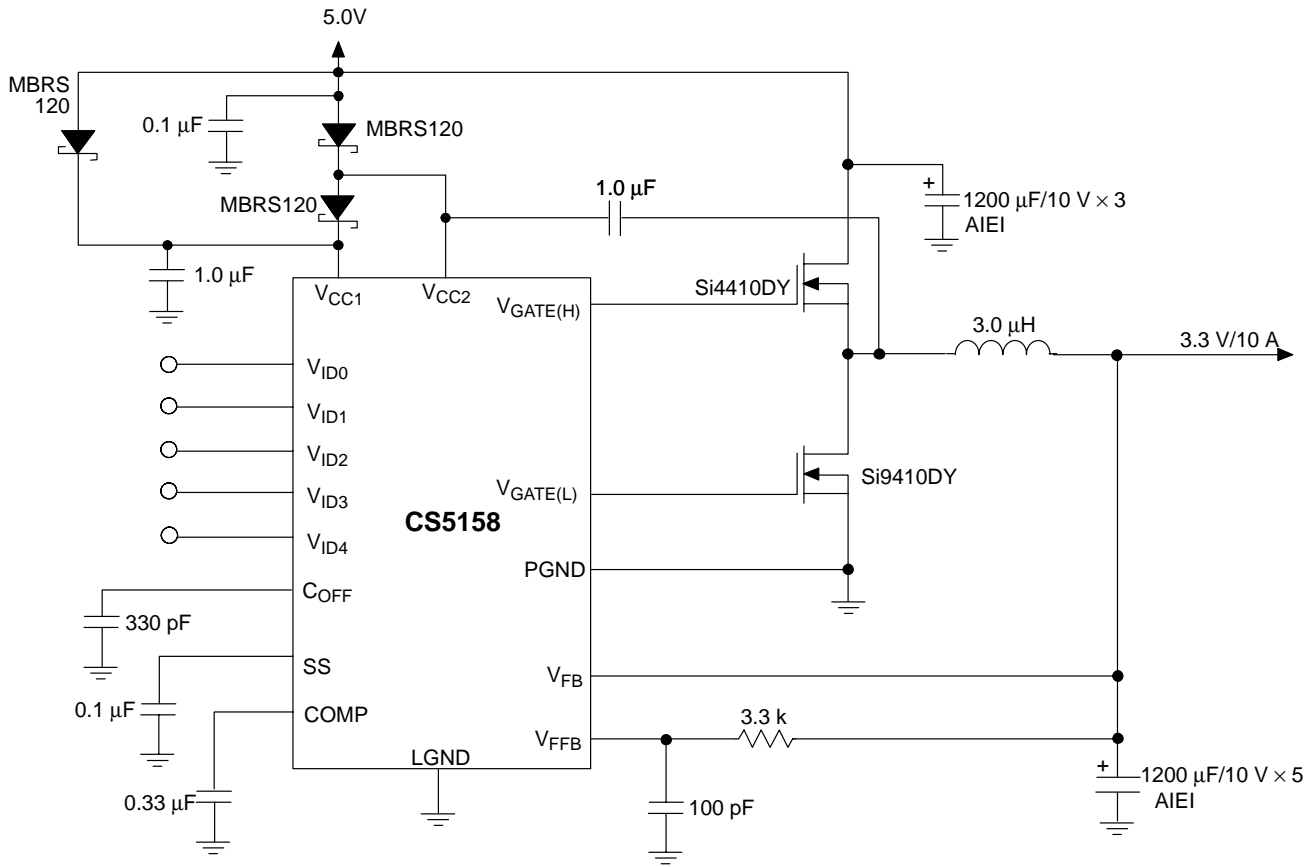 5.0V
MBRS
120
0.1 μF
MBRS120
MBRS120
1.0 μF
1200 μF/10 V × 3
AIEI
+
1.0 μF
VCC1
VCC2
VGATE(H)
Si4410DY
3.0 μH
3.3 V/10 A
VID0
VID1
VID2
VID3
VID4
VGATE(L)
Si9410DY
CS5158
PGND
COFF
330 pF
SS
VFB
0.1 μF
COMP
3.3 k
VFFB
LGND
0.33 μF
100 pF
+
1200 μF/10 V × 5
AIEI